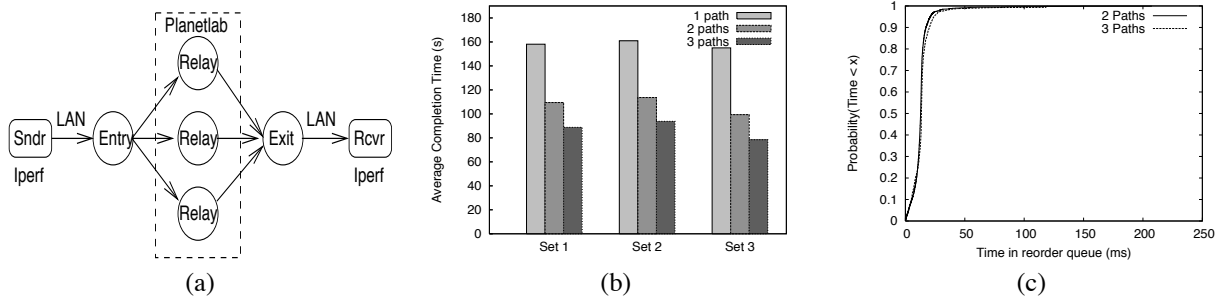 Planetlab
Relay
LAN
LAN
Sndr
Entry
Relay
Exit
Rcvr
Iperf
Iperf
Relay
(a)
Average Completion Time (s)
180
160
140
120
100
80
60
40
20
0
1 path
2 paths
3 paths
Set 1
Set 2
Set 3
(b)
Probability(Time < x)
1
0.9
0.8
0.7
0.6
0.5
0.4
0.3
0.2
0.1
0
2 Paths
3 Paths
0
50
100
150
200
250
Time in reorder queue (ms)
(c)